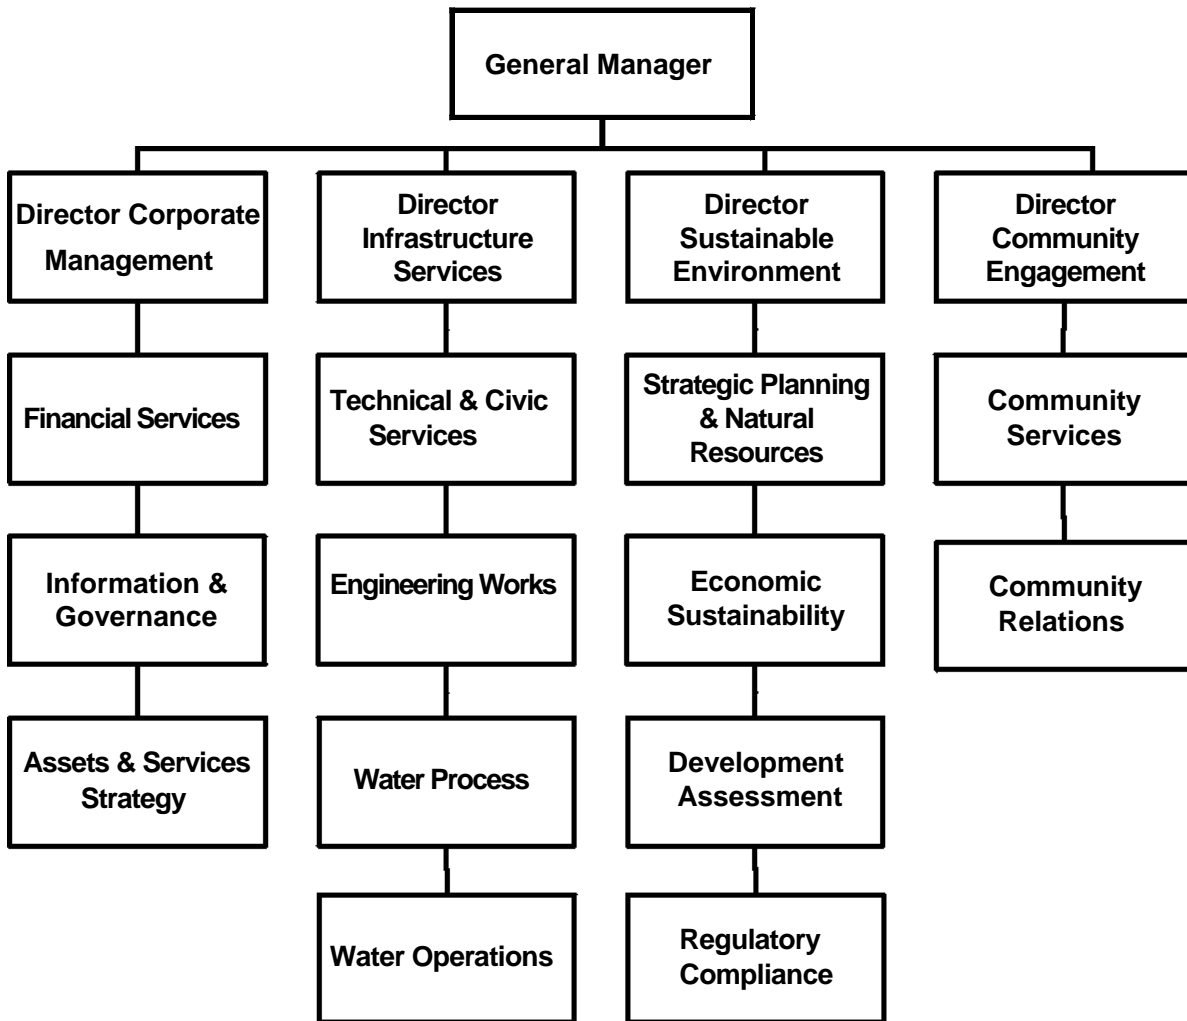 General Manager
Director Corporate
Management
Director
Infrastructure
Services
Director
Sustainable
Environment
Director
Community
Engagement
Financial Services
Technical & Civic
Services
Strategic Planning
& Natural
Resources
Community
Services
Information &
Governance
Engineering Works
Economic
Sustainability
Community
Relations
Assets & Services
Strategy
Water Process
Development
Assessment
Water Operations
Regulatory
Compliance